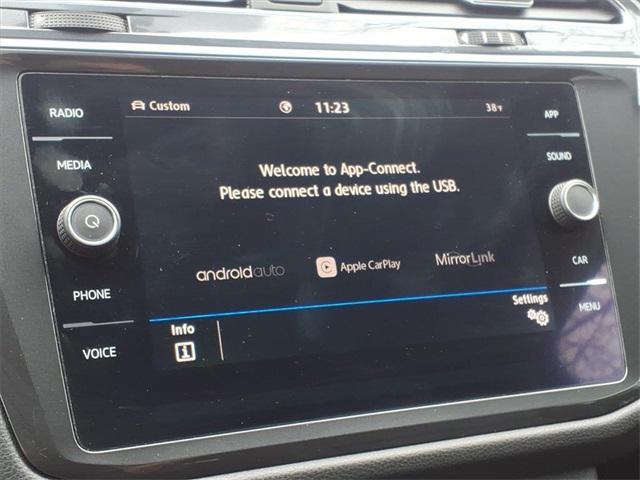 RADIO
MEDIA
PHONE
VOICE
Custom
11:23
38°F
Welcome to App-Connect.
Please connect a device using the USB.
androidauto
Apple CarPlay
MirrorLink
Settings
Info
i
APP
SOUND
CAR
MENU